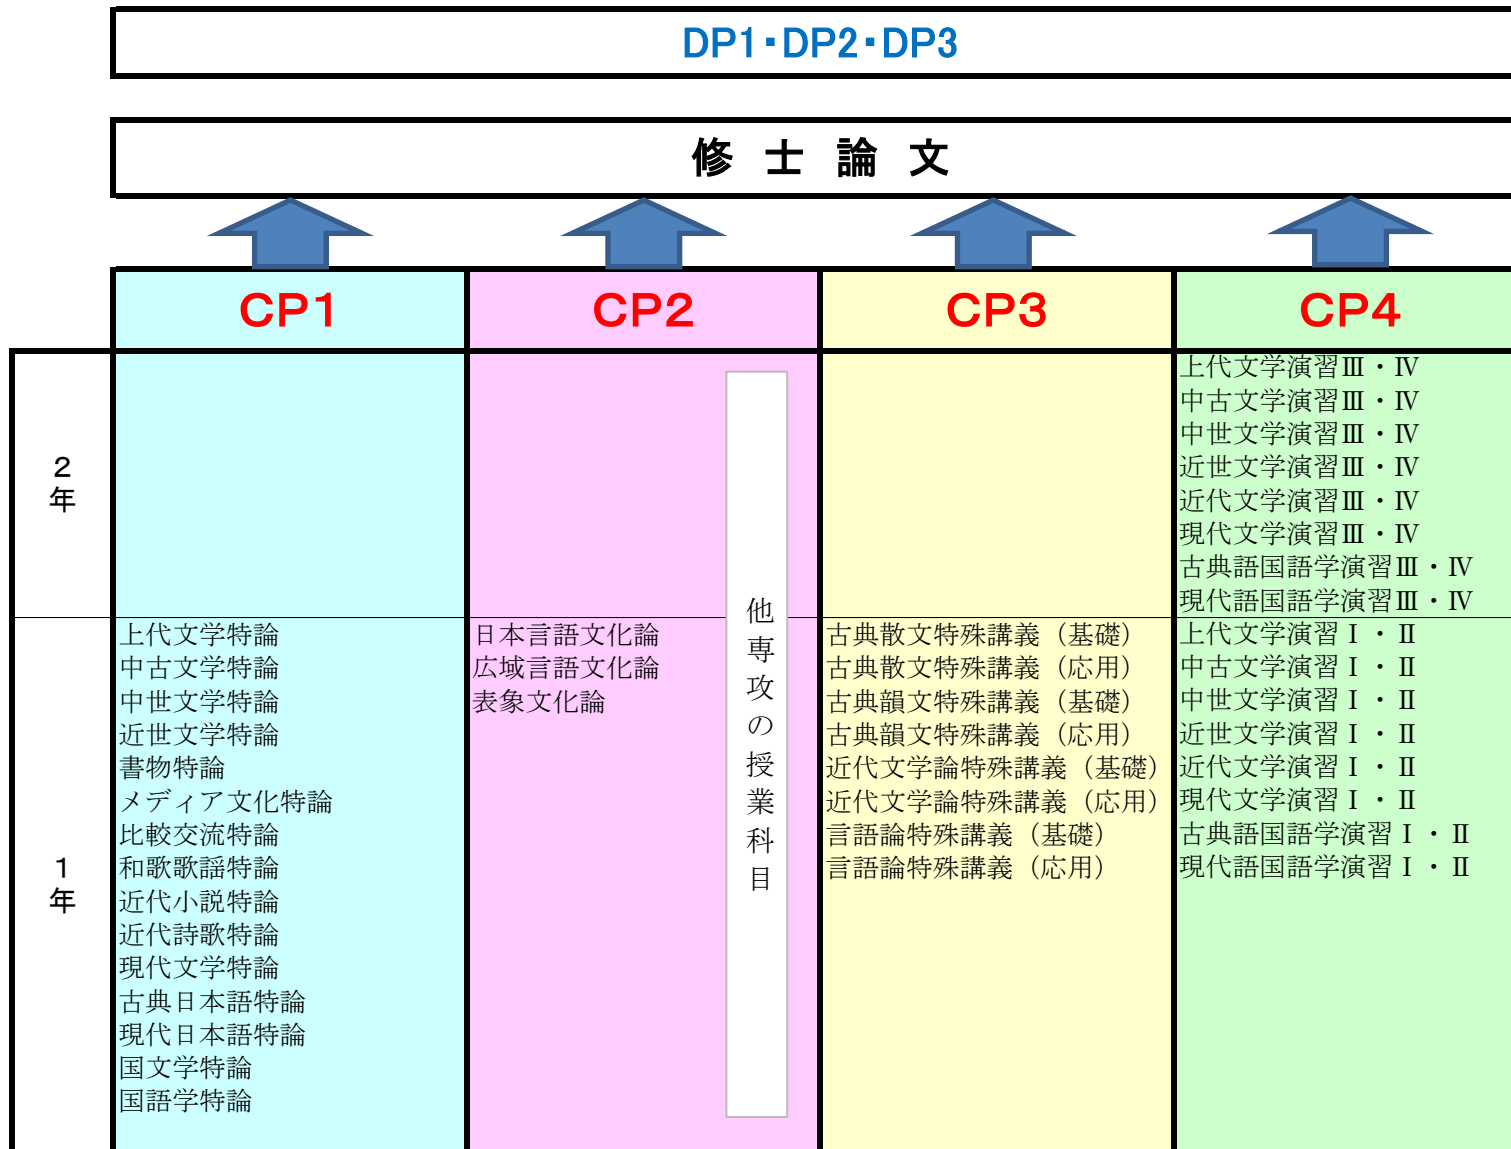 DP1・DP2・DP3
修士論文
CP1
CP2
CP3
CP4
2年
上代文学演習Ⅲ・Ⅳ
中古文学演習Ⅲ・Ⅳ
中世文学演習Ⅲ・Ⅳ
近世文学演習Ⅲ・Ⅳ
近代文学演習Ⅲ・Ⅳ
現代文学演習Ⅲ・Ⅳ
古典語国語学演習Ⅲ・Ⅳ
現代語国語学演習Ⅲ・Ⅳ
他専攻の授業科目
1年
上代文学特論
中古文学特論
中世文学特論
近世文学特論
書物特論
メディア文化特論
比較交流特論
和歌歌謡特論
近代小説特論
近代詩歌特論
現代文学特論
古典日本語特論
現代日本語特論
国文学特論
国語学特論
日本言語文化論
広域言語文化論
表象文化論
古典散文特殊講義（基礎）
古典散文特殊講義（応用）
古典韻文特殊講義（基礎）
古典韻文特殊講義（応用）
近代文学論特殊講義（基礎）
近代文学論特殊講義（応用）
言語論特殊講義（基礎）
言語論特殊講義（応用）
上代文学演習Ⅰ・Ⅱ
中古文学演習Ⅰ・Ⅱ
中世文学演習Ⅰ・Ⅱ
近世文学演習Ⅰ・Ⅱ
近代文学演習Ⅰ・Ⅱ
現代文学演習Ⅰ・Ⅱ
古典語国語学演習Ⅰ・Ⅱ
現代語国語学演習Ⅰ・Ⅱ